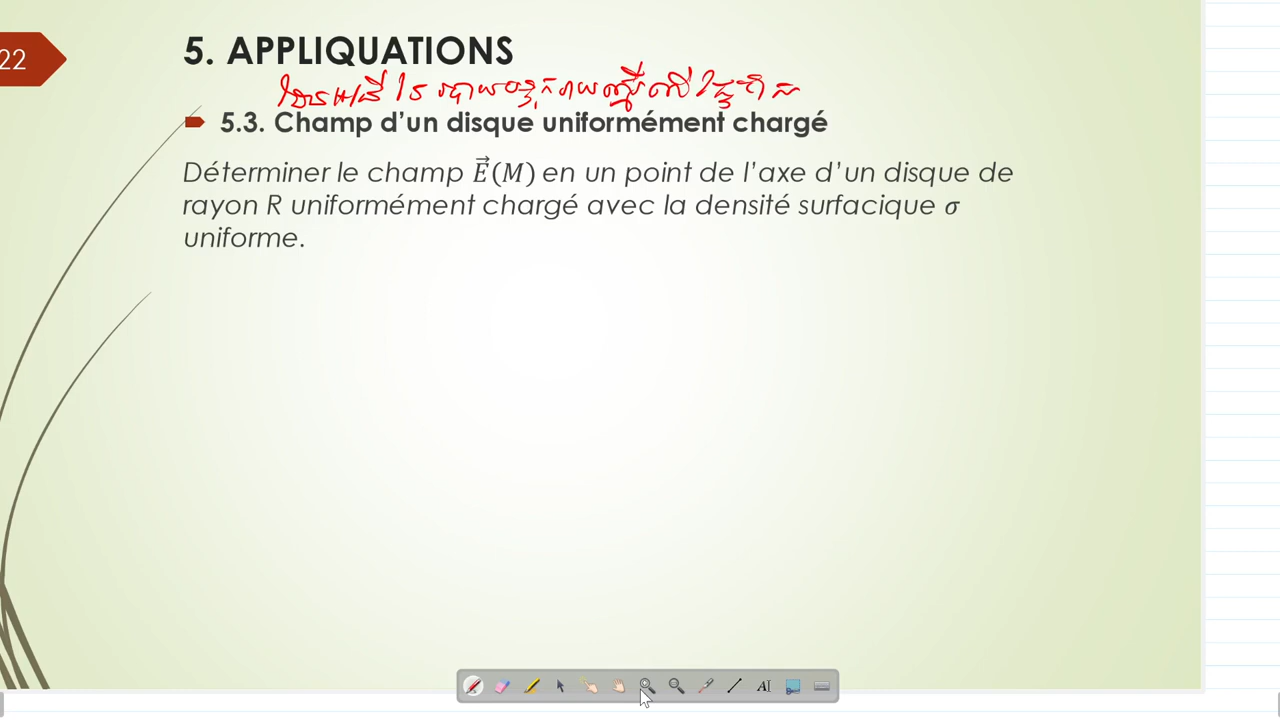 22
5. APPLIQUATIONS
5.3. Champ d’un disque uniformément chargé
Déterminer le champ E⃗(M) en un point de l’axe d’un disque de
rayon R uniformément chargé avec la densité surfacique σ
uniforme.